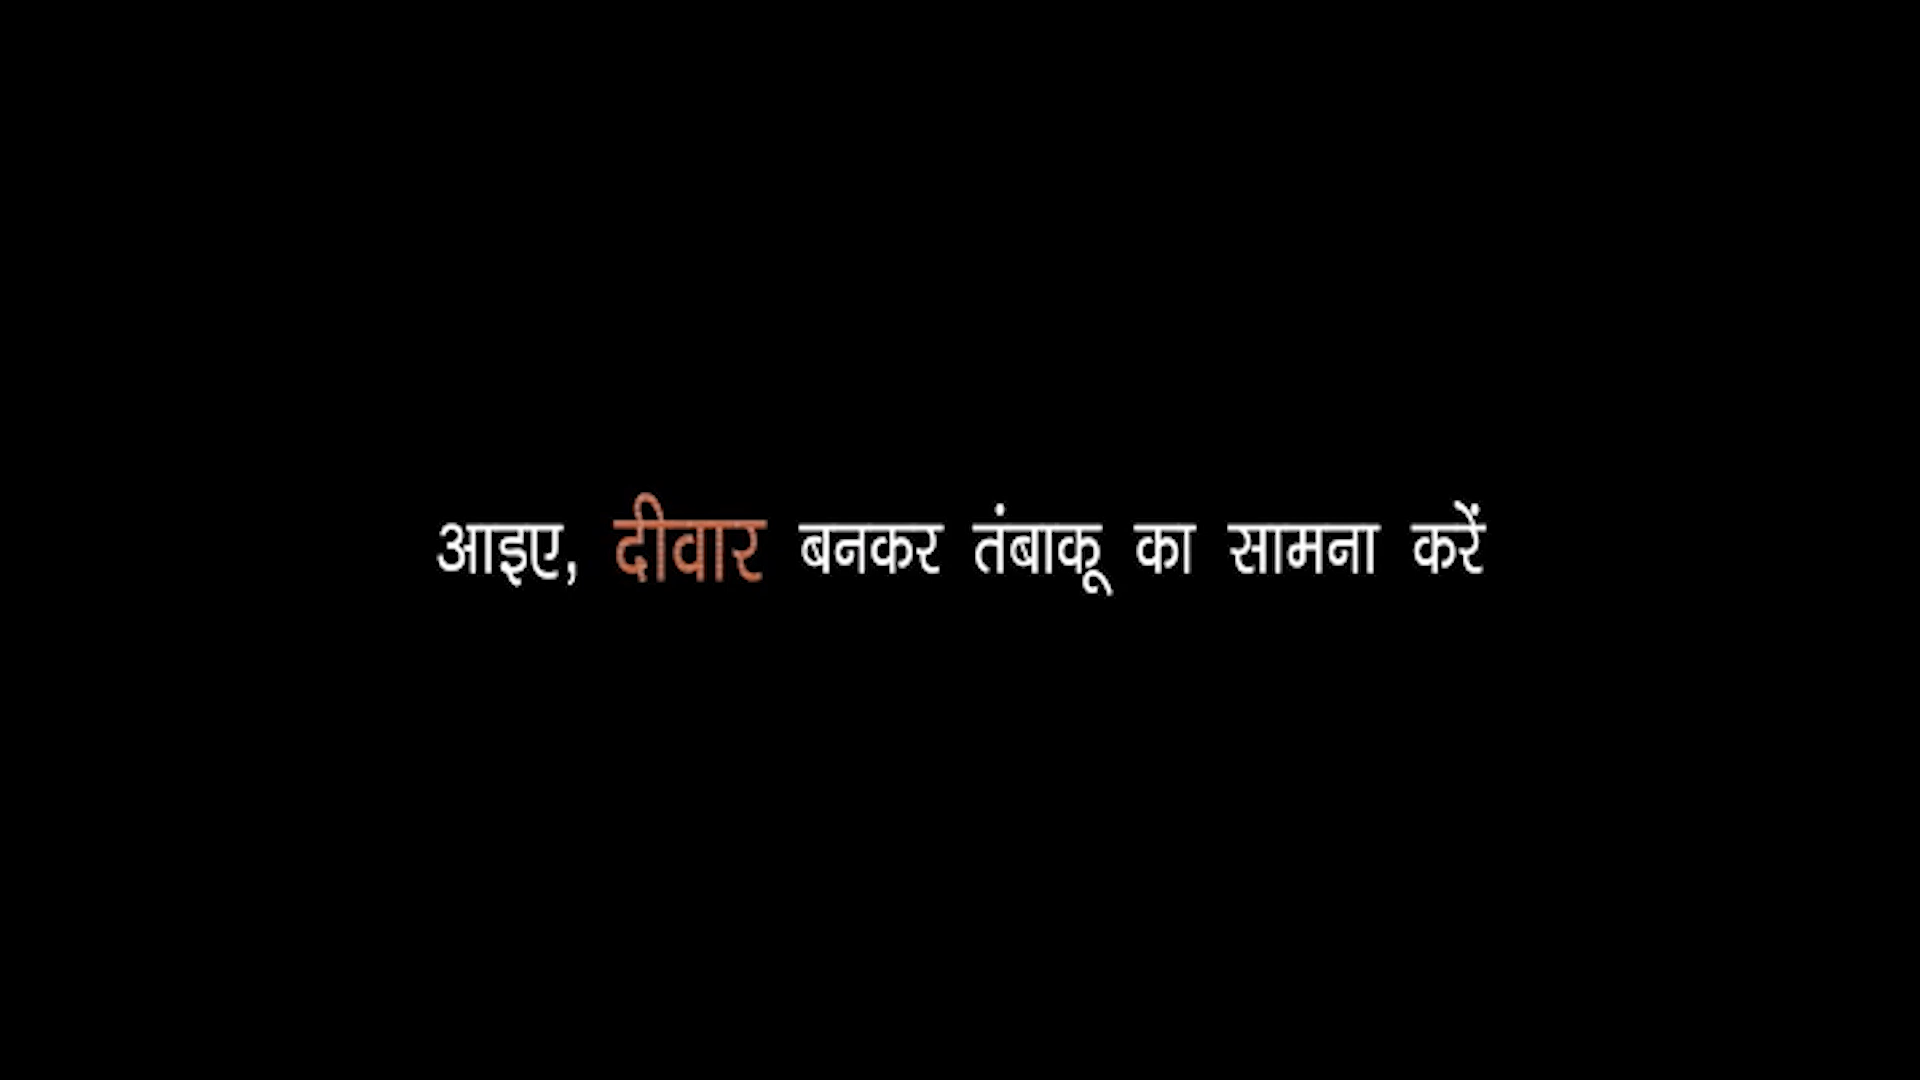 आइए, दीवार बनकर तंबाकू का सामना करें